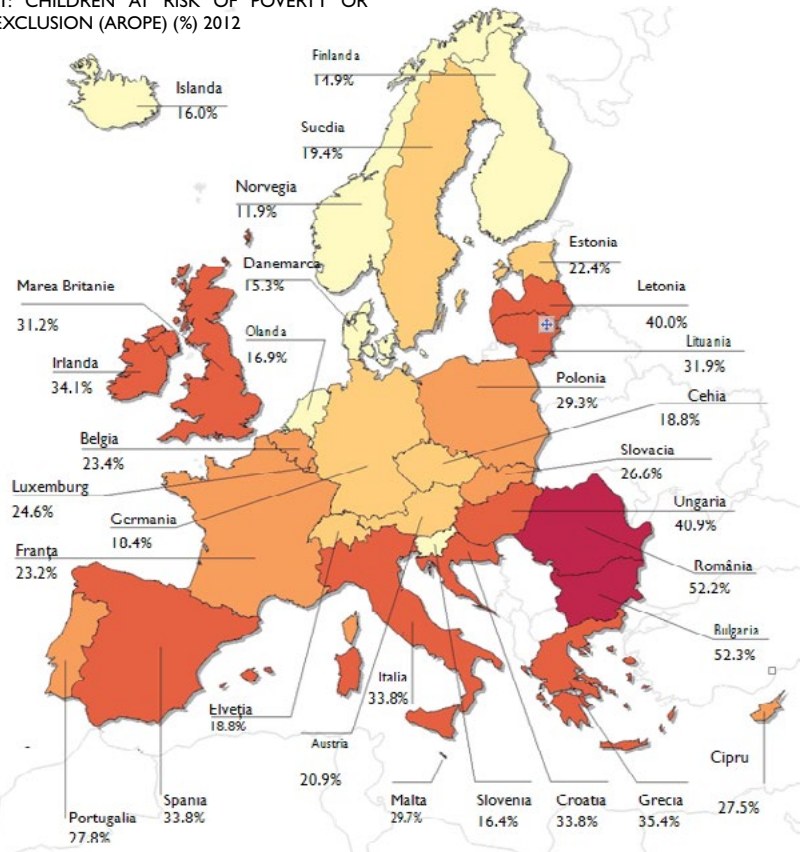 1: CHILDREN AT RISK OF POVERTY OR
EXCLUSION (AROPE) (%) 2012
Finlanda
14.9%
Islanda
16.0%
Suedia
19.4%
Norvegia
11.9%
Estonia
22.4%
Danemarca
15.3%
Marea Britanie
31.2%
Letonia
40.0%
Olanda
16.9%
Lituania
31.9%
Irlanda
34.1%
Polonia
29.3%
Cehia
18.8%
Belgia
23.4%
Slovacia
26.6%
Luxemburg
24.6%
Ungaria
40.9%
Germania
18.4%
Franţa
23.2%
România
52.2%
Bulgaria
52.3%
Italia
33.8%
Elveţia
18.8%
Austria
20.9%
Cipru
27.5%
Portugalia
27.8%
Spania
33.8%
Malta
29.7%
Slovenia
16.4%
Croatia
33.8%
Grecia
35.4%